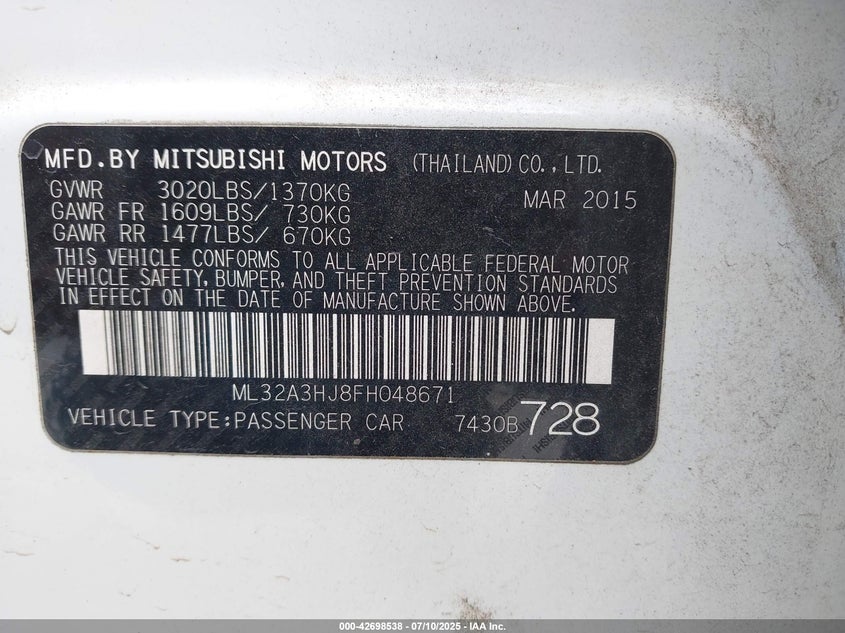 MFD.BY MITSUBISHI MOTORS (THAILAND) CO.,LTD.
GVWR 3020LBS/1370KG MAR 2015
GAWR FR 1609LBS/ 730KG
GAWR RR 1477LBS/ 670KG
THIS VEHICLE CONFORMS TO ALL APPLICABLE FEDERAL MOTOR
VEHICLE SAFETY, BUMPER, AND THEFT PREVENTION STANDARDS
IN EFFECT ON THE DATE OF MANUFACTURE SHOWN ABOVE.
ML32A3HJ8FH048671
VEHICLE TYPE:PASSENGER CAR 7430B 728
000-42698538 - 07/10/2025 - IAA Inc.